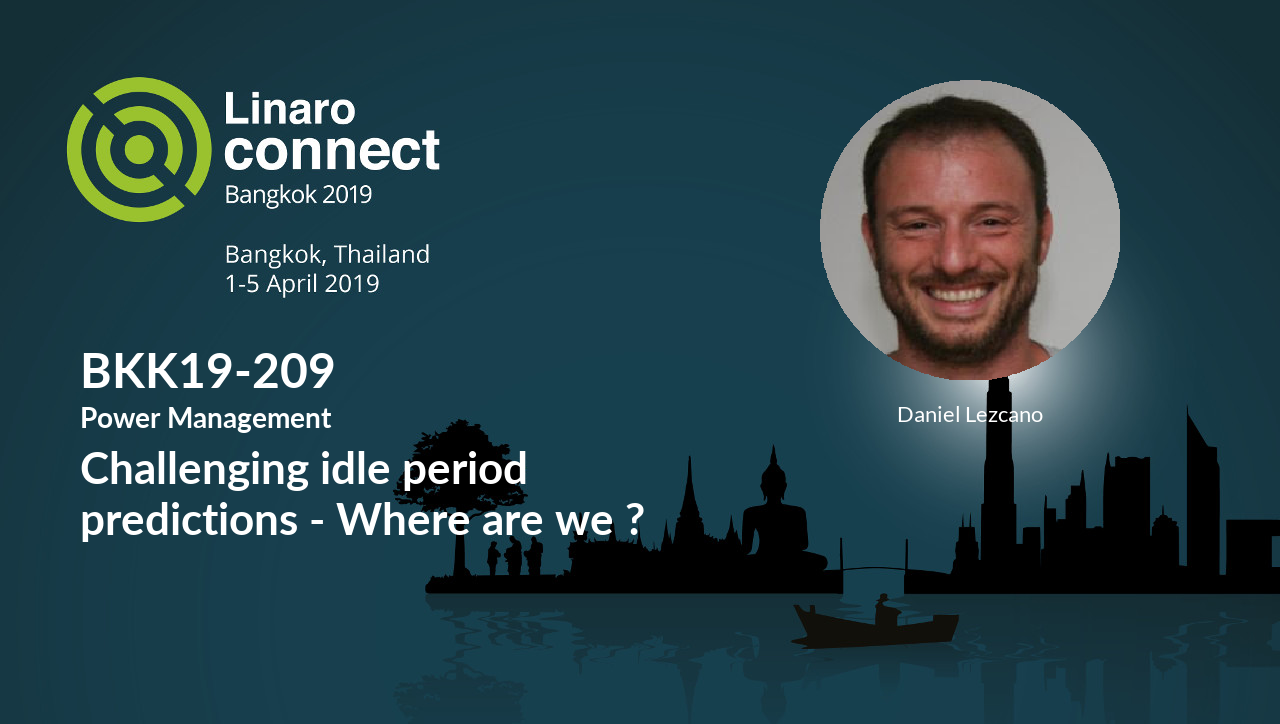 Linaro
connect
Bangkok 2019
Bangkok, Thailand
1-5 April 2019
BKK19-209
Power Management
Challenging idle period
predictions - Where are we ?
Daniel Lezcano